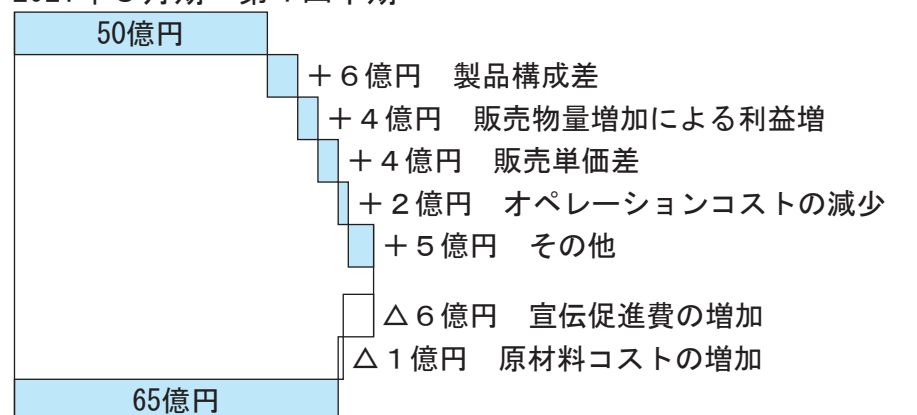 50億円
+6億円 製品構成差
+4億円 販売物量増加による利益増
+4億円 販売単価差
+2億円 オペレーションコストの減少
+5億円 その他
△6億円 宣伝促進費の増加
△1億円 原材料コストの増加
65億円